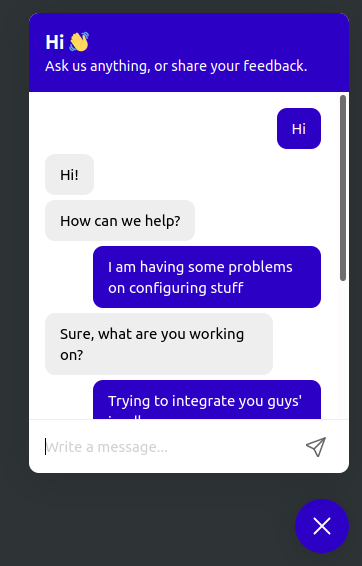 Hi 👋
Ask us anything, or share your feedback.
Hi
Hi!
How can we help?
I am having some problems
on configuring stuff
Sure, what are you working
on?
Trying to integrate you guys'
Write a message...